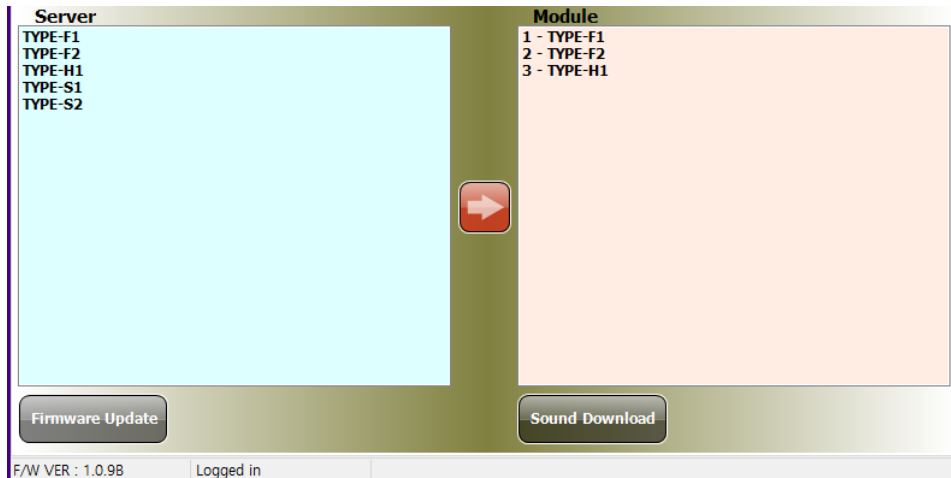 Server
TYPE-F1
TYPE-F2
TYPE-H1
TYPE-S1
TYPE-S2
Module
1 - TYPE-F1
2 - TYPE-F2
3 - TYPE-H1
Firmware Update
Sound Download
F/W VER : 1.0.9B
Logged in